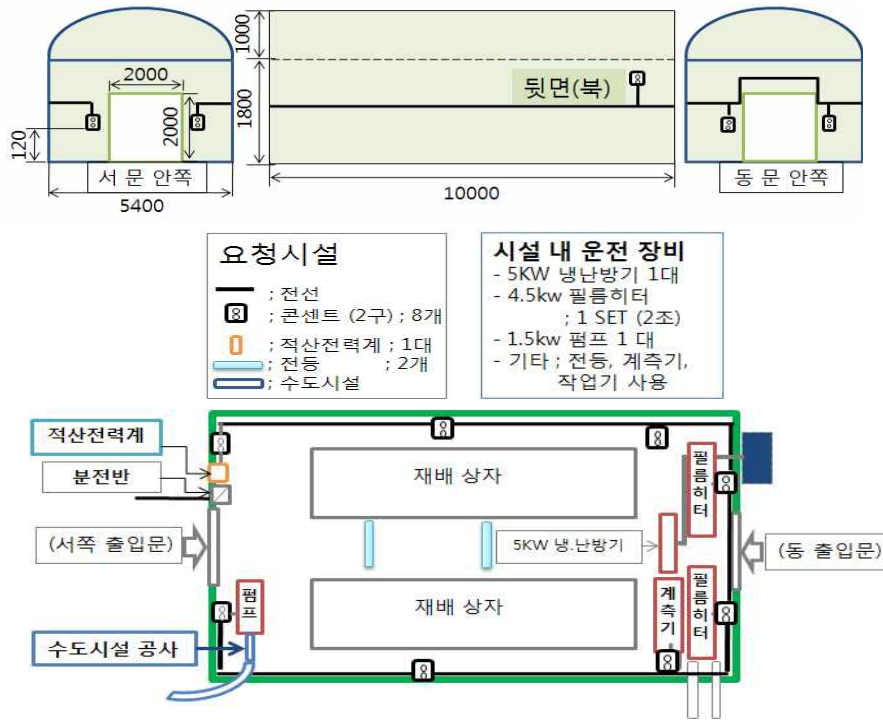 1000
1800
2000
2000
120
뒷면(북)
서 문 안쪽
5400
10000
동 문 안쪽
요청시설
; 전선
; 콘센트 (2구) ; 8개
; 적산전력계 ; 1대
; 전등 ; 2개
; 수도시설
시설 내 운전 장비
- 5KW 냉난방기 1대
- 4.5kw 필름히터
; 1 SET (2조)
- 1.5kw 펌프 1 대
- 기타 ; 전등, 계측기,
작업기 사용
적산전력계
분전반
(서쪽 출입문)
수도시설 공사
펌프
재배 상자
5KW 냉.난방기
재배 상자
필름히터
계측기
필름히터
(동 출입문)